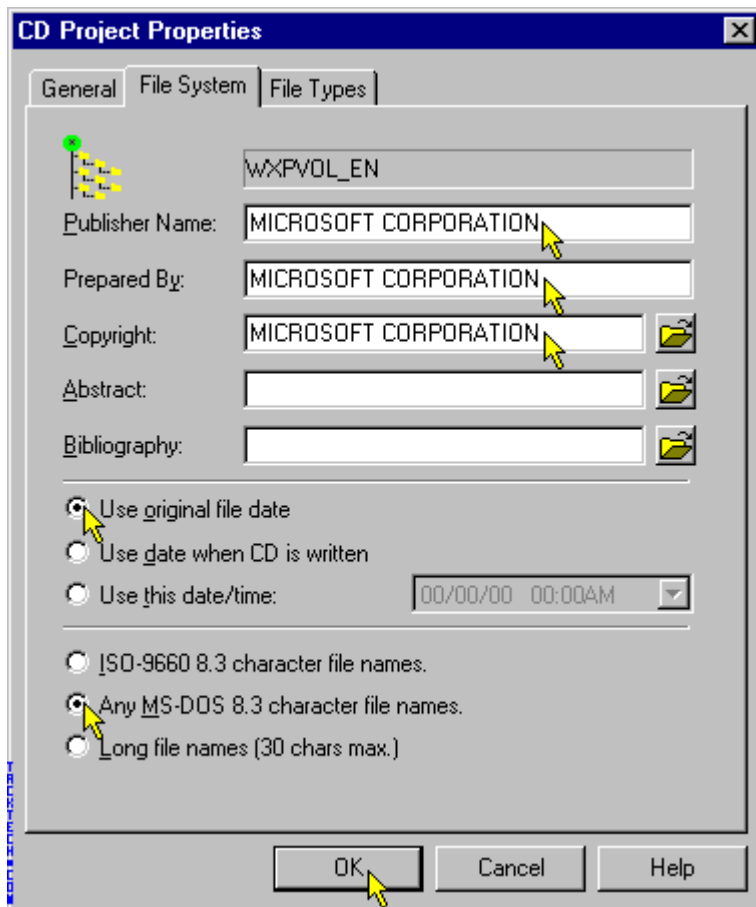 CD Project Properties
General File System File Types
WXPVOL_EN
Publisher Name: MICROSOFT CORPORATION
Prepared By: MICROSOFT CORPORATION
Copyright: MICROSOFT CORPORATION
Abstract:
Bibliography:
Use original file date
Use date when CD is written
Use this date/time: 00/00/00 00:00AM
ISO-9660 8.3 character file names.
Any MS-DOS 8.3 character file names.
Long file names (30 chars max.)
TACKTECH.COM
OK Cancel Help